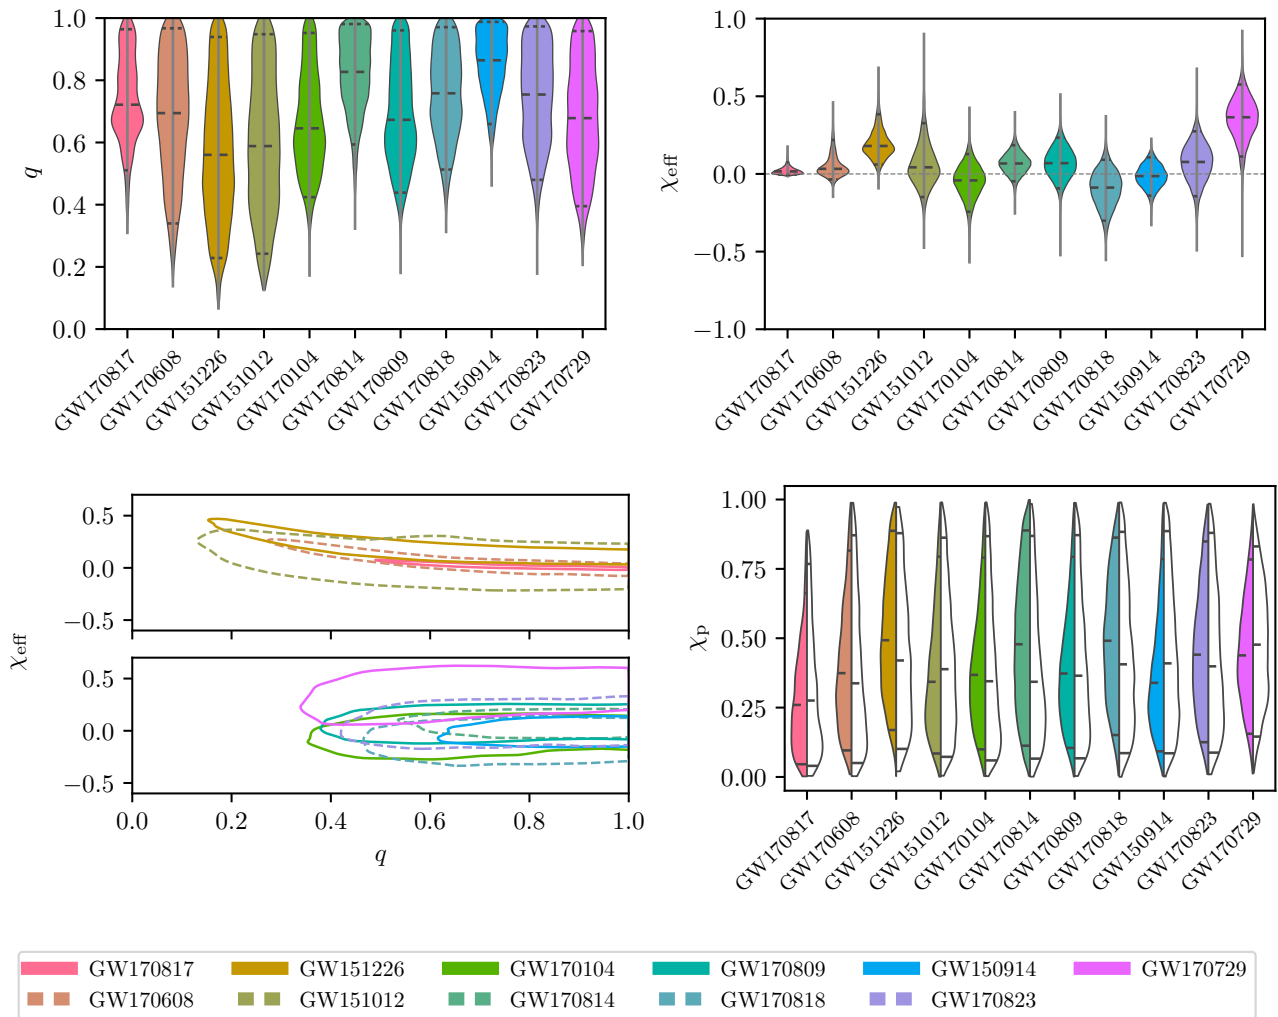 1.0
0.8
0.6
0.4
0.2
0.0
q
GW170817
GW170608
GW151226
GW151012
GW170104
GW170814
GW170809
GW170818
GW150914
GW170823
GW170729
1.0
0.5
0.0
−0.5
−1.0
χeff
GW170817
GW170608
GW151226
GW151012
GW170104
GW170814
GW170809
GW170818
GW150914
GW170823
GW170729
0.5
0.0
−0.5
χeff
0.5
0.0
−0.5
0.0
0.2
0.4
0.6
0.8
1.0
q
1.00
0.75
0.50
0.25
0.00
χp
GW170817
GW170608
GW151226
GW151012
GW170104
GW170814
GW170809
GW170818
GW150914
GW170823
GW170729
GW170817 GW151226 GW170104 GW170809 GW150914 GW170729
GW170608 GW151012 GW170814 GW170818 GW170823